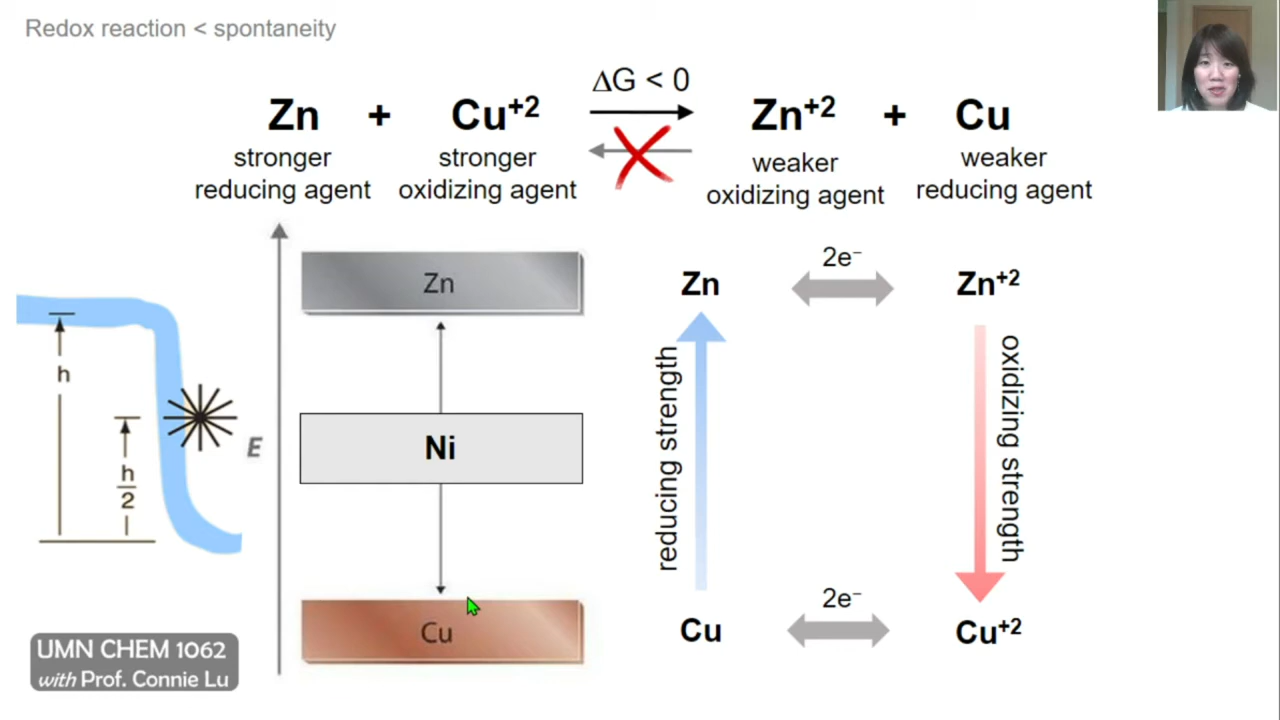 Redox reaction < spontaneity
ΔG < 0
Zn + Cu+2 Zn+2 + Cu
stronger
reducing agent
stronger
oxidizing agent
weaker
oxidizing agent
weaker
reducing agent
h
h
2
E
Zn
Ni
Cu
Zn 2e− Zn+2
reducing strength
oxidizing strength
Cu 2e− Cu+2
UMN CHEM 1062
with Prof. Connie Lu